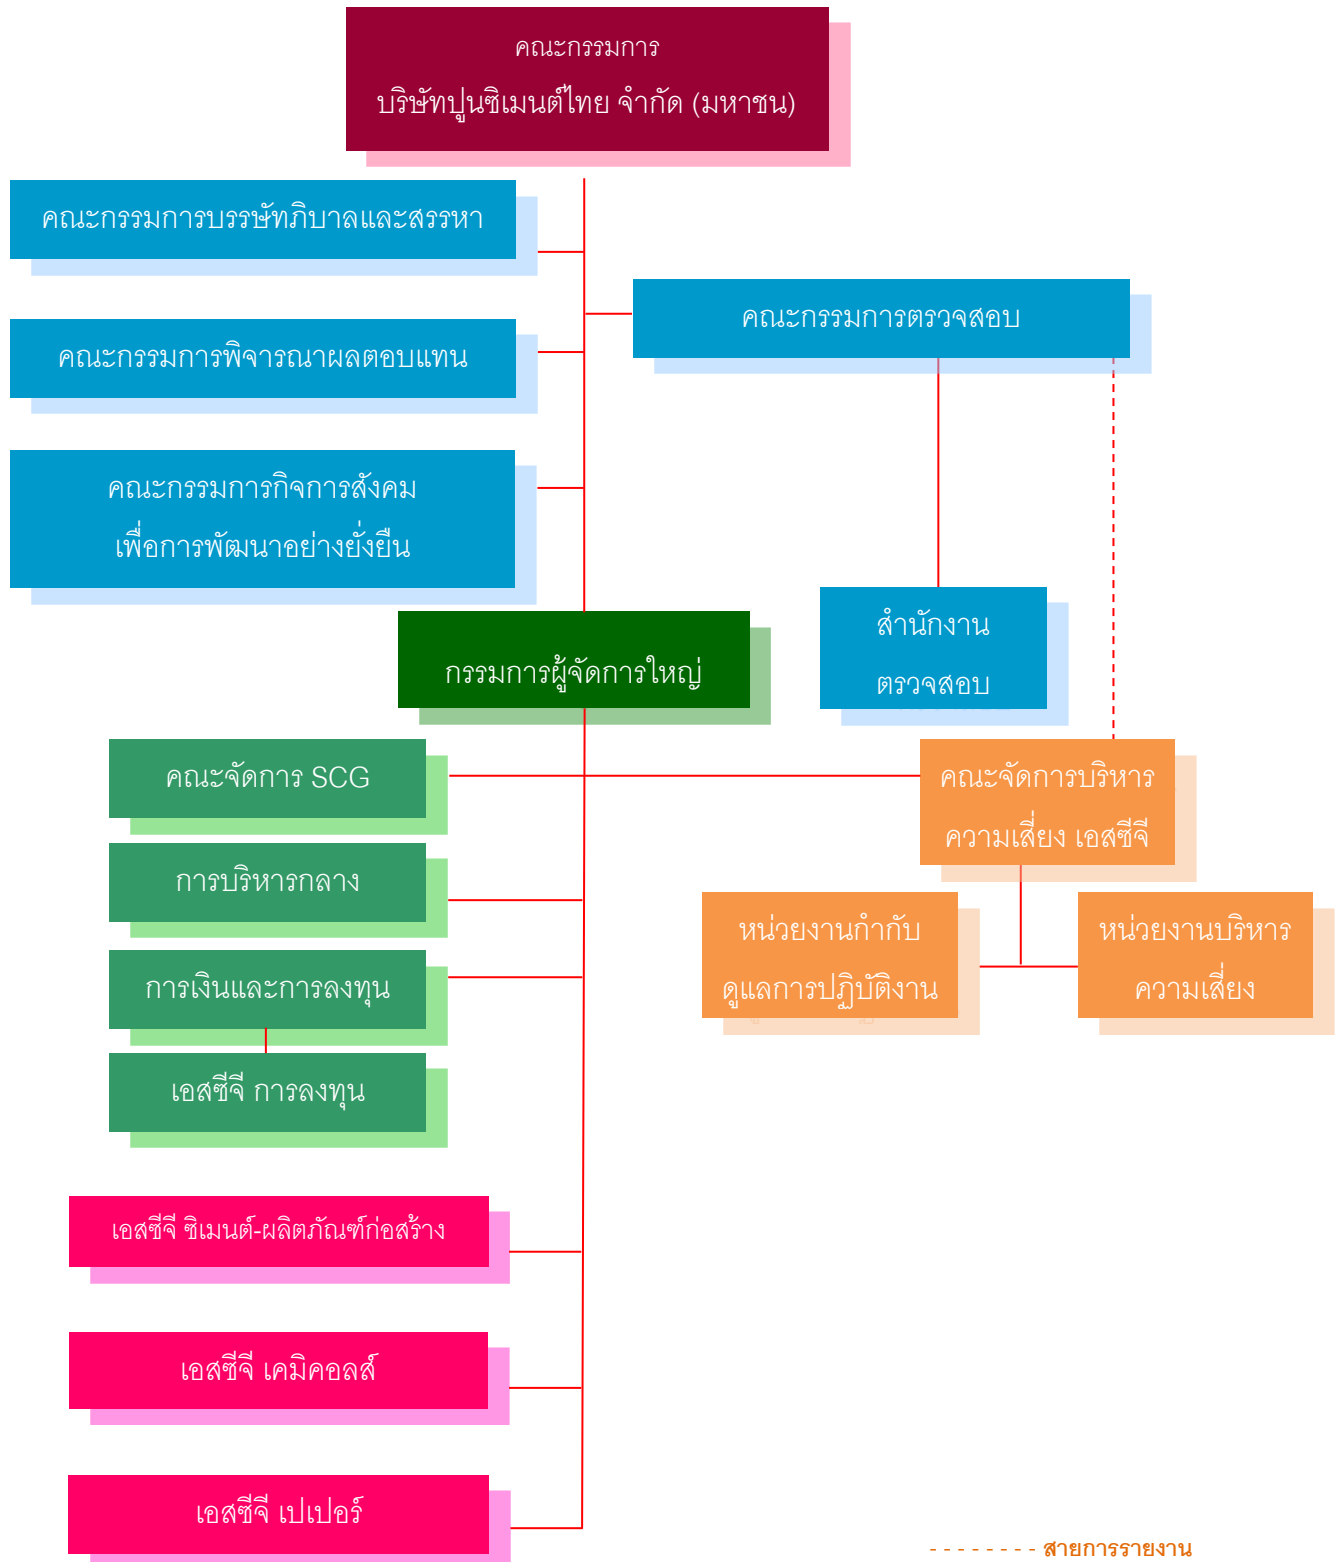 คณะกรรมการ
บริษัทปูนซิเมนต์ไทย จำกัด (มหาชน)
คณะกรรมการบรรษัทภิบาลและสรรหา
คณะกรรมการตรวจสอบ
คณะกรรมการพิจารณาผลตอบแทน
คณะกรรมการกิจการสังคม
เพื่อการพัฒนาอย่างยั่งยืน
สำนักงาน
ตรวจสอบ
กรรมการผู้จัดการใหญ่
คณะจัดการ SCG
คณะจัดการบริหาร
ความเสี่ยง เอสซีจี
การบริหารกลาง
หน่วยงานกำกับ
ดูแลการปฏิบัติงาน
หน่วยงานบริหาร
ความเสี่ยง
การเงินและการลงทุน
เอสซีจี การลงทุน
เอสซีจี ซิเมนต์-ผลิตภัณฑ์ก่อสร้าง
เอสซีจี เคมิคอลส์
เอสซีจี เปเปอร์
- - - - - - - - สายการรายงาน